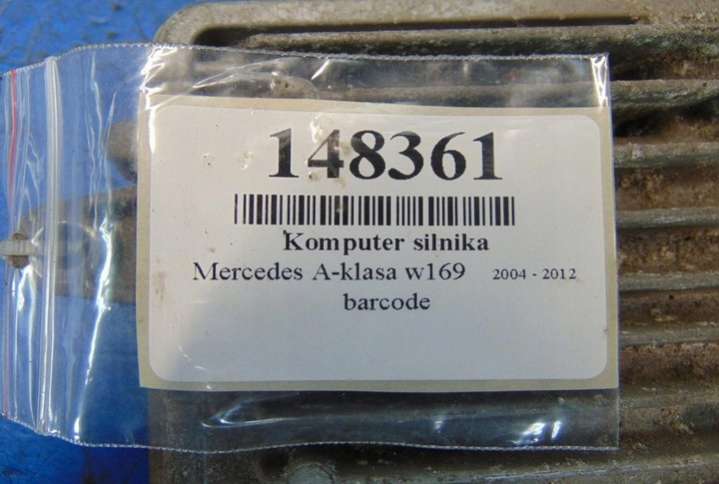 148361
Komputer silnika
Mercedes A-klasa w169 2004 - 2012
barcode